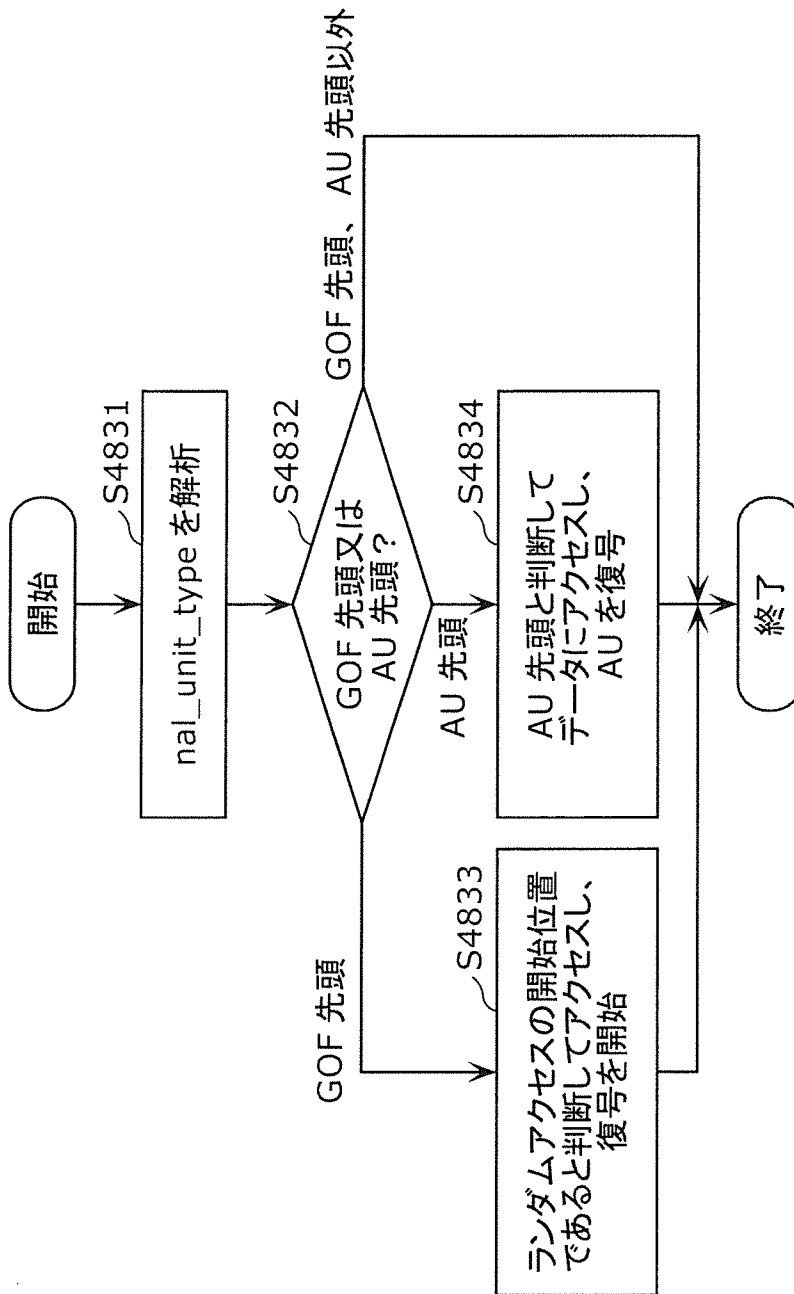 開始
S4831
nal_unit_type を解析
S4832
GOF 先頭又は
AU 先頭？
GOF 先頭、AU 先頭以外
GOF 先頭
AU 先頭
S4833
ランダムアクセスの開始位置
であると判断してアクセスし、
復号を開始
S4834
AU 先頭と判断して
データにアクセスし、
AU を復号
終了